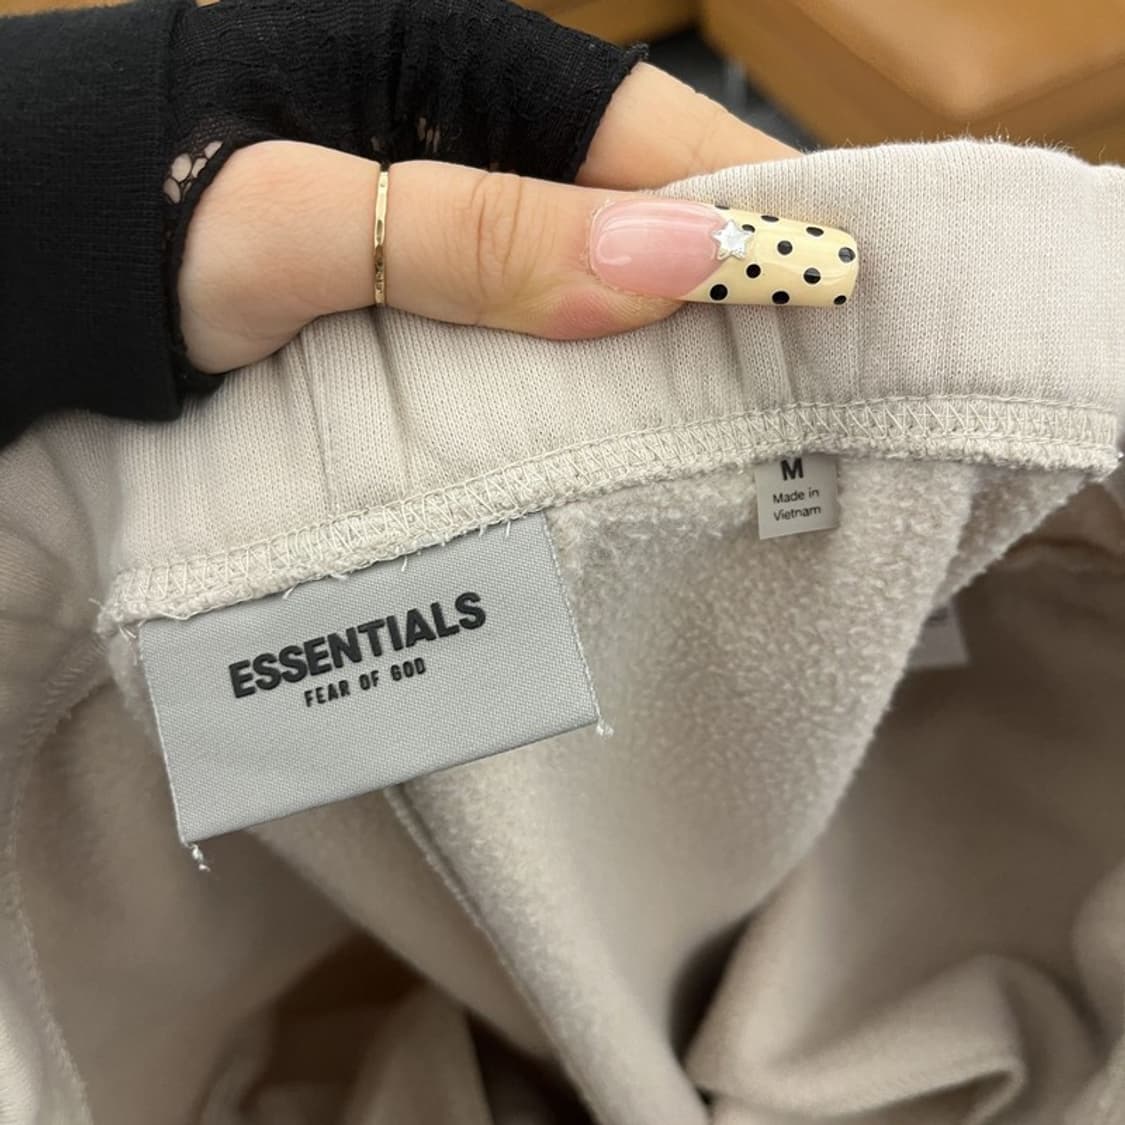 M
Made in
Vietnam
ESSENTIALS
FEAR OF GOD